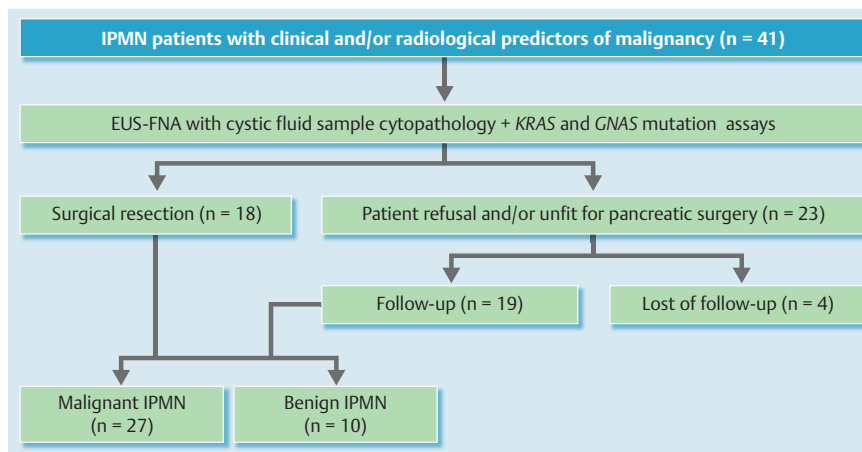 IPMN patients with clinical and/or radiological predictors of malignancy (n = 41)
EUS-FNA with cystic fluid sample cytopathology + KRAS and GNAS mutation assays
Surgical resection (n = 18)
Patient refusal and/or unfit for pancreatic surgery (n = 23)
Follow-up (n = 19)
Lost of follow-up (n = 4)
Malignant IPMN
(n = 27)
Benign IPMN
(n = 10)